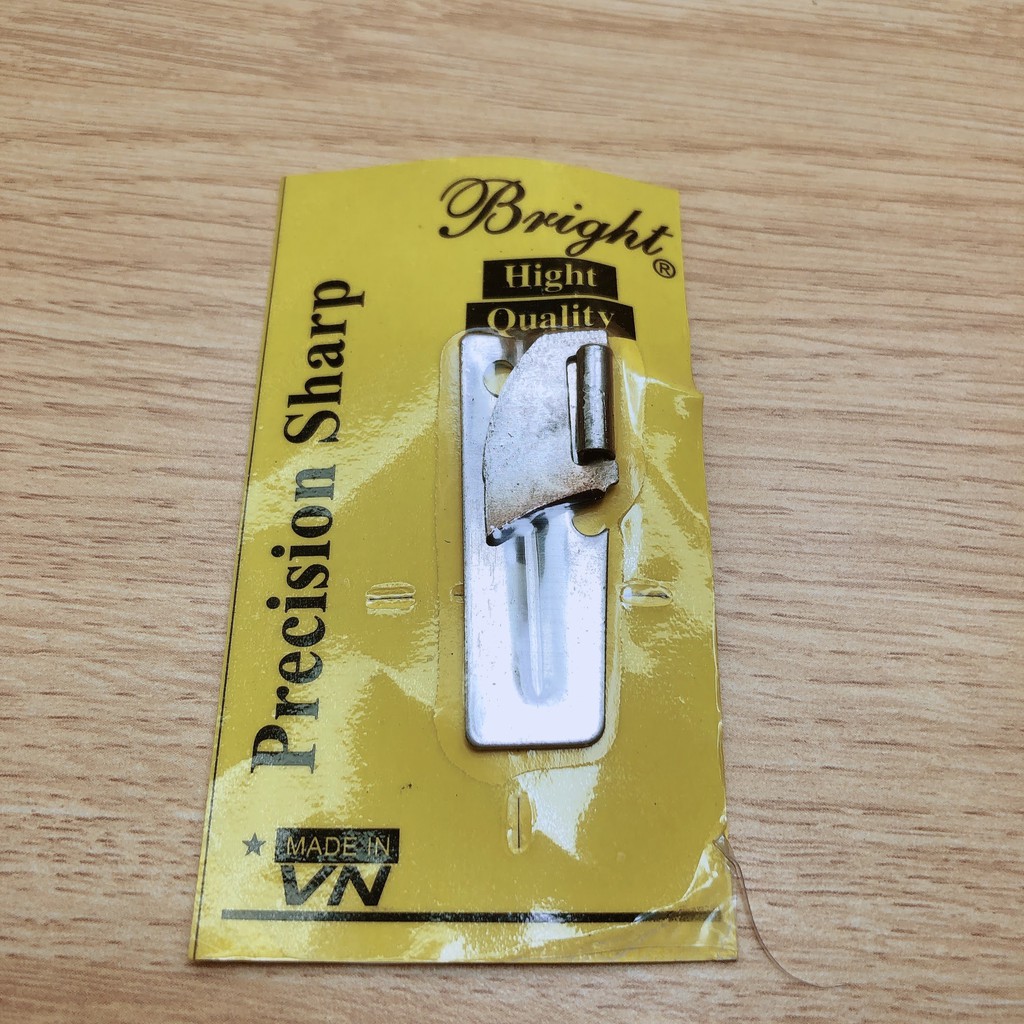 Bright®
Hight
Quality
Precision Sharp
MADE IN
VN